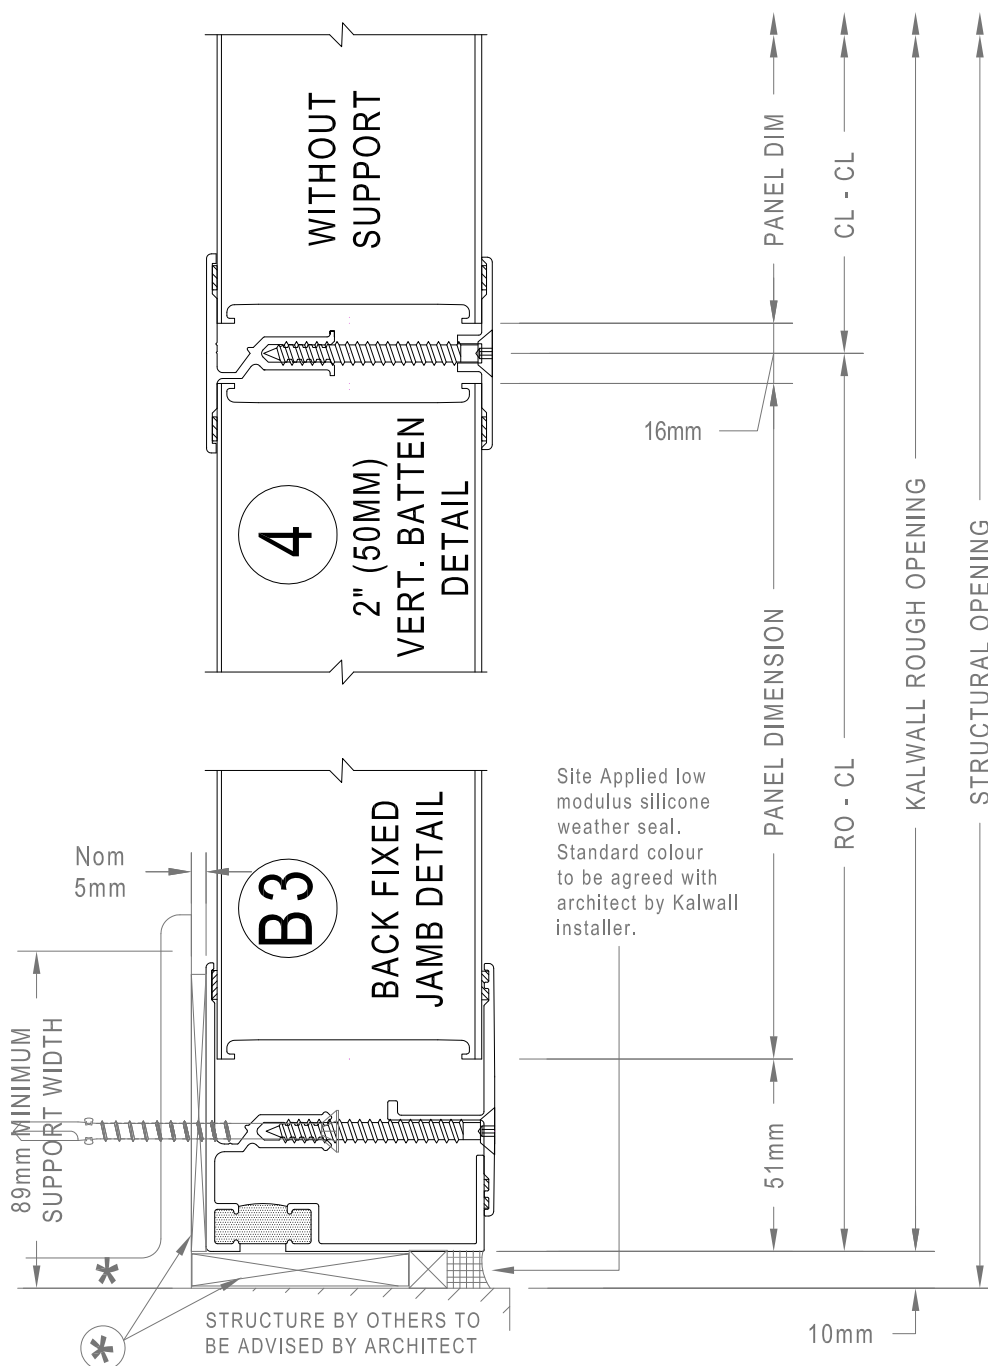 WITHOUT
SUPPORT
PANEL DIM
CL - CL
16mm
4
2" (50MM)
VERT. BATTEN
DETAIL
PANEL DIMENSION
RO - CL
KALWALL ROUGH OPENING
STRUCTURAL OPENING
Nom
5mm
B3
BACK FIXED
JAMB DETAIL
Site Applied low
modulus silicone
weather seal.
Standard colour
to be agreed with
architect by Kalwall
installer.
89mm MINIMUM
SUPPORT WIDTH
51mm
*
*
STRUCTURE BY OTHERS TO
BE ADVISED BY ARCHITECT
10mm